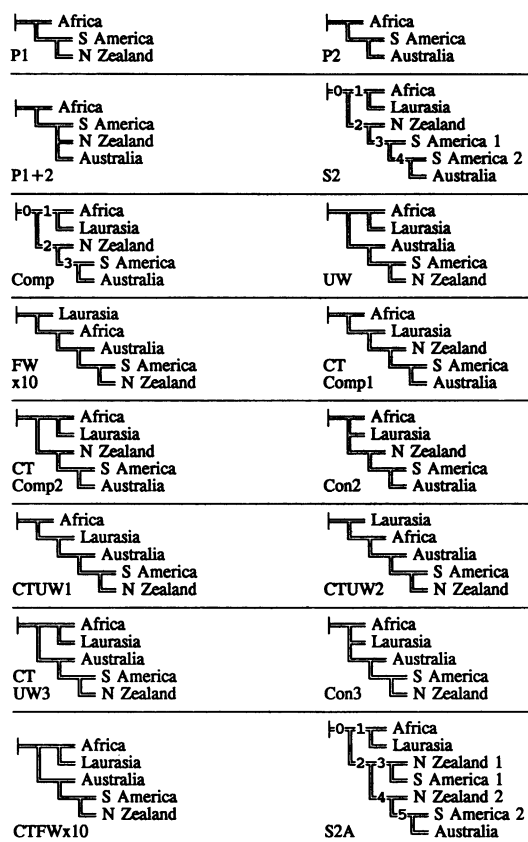 Africa
S America
P1 N Zealand
Africa
S America
P2 Australia
Africa
S America
N Zealand
P1+2 Australia
0 1 Africa
Laurasia
2 N Zealand
3 S America 1
4 S America 2
S2 Australia
0 1 Africa
Laurasia
2 N Zealand
3 S America
Comp Australia
Africa
Laurasia
Australia
S America
UW N Zealand
Laurasia
Africa
Australia
FW S America
x10 N Zealand
Africa
Laurasia
N Zealand
CT S America
Comp1 Australia
Africa
Laurasia
N Zealand
CT S America
Comp2 Australia
Africa
Laurasia
N Zealand
S America
Con2 Australia
Africa
Laurasia
Australia
S America
CTUW1 N Zealand
Laurasia
Africa
Australia
S America
CTUW2 N Zealand
Africa
Laurasia
Australia
CT S America
UW3 N Zealand
Africa
Laurasia
Australia
S America
Con3 N Zealand
Africa
Laurasia
Australia
S America
CTFWx10 N Zealand
0 1 Africa
Laurasia
2 3 N Zealand 1
S America 1
4 N Zealand 2
5 S America 2
S2A Australia